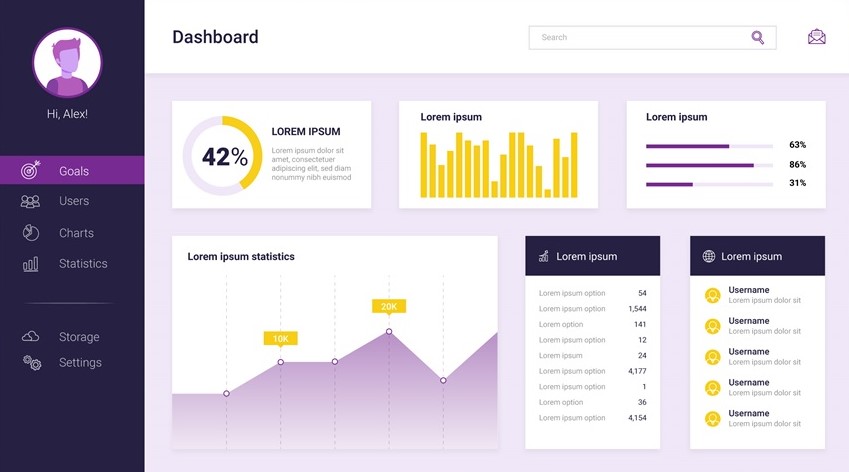 Hi, Alex!
Goals
Users
Charts
Statistics
Storage
Settings
Dashboard
Search
42%
LOREM IPSUM
Lorem ipsum dolor sit
amet, consectetuer
adipiscing elit, sed diam
nonummy nibh euismod
Lorem ipsum
Lorem ipsum
63%
86%
31%
Lorem ipsum statistics
10K
20K
Lorem ipsum
Lorem ipsum option 54
Lorem ipsum option 1,544
Lorem option 141
Lorem ipsum option 12
Lorem ipsum 24
Lorem ipsum option 4,177
Lorem ipsum option 1
Lorem option 36
Lorem ipsum option 4,154
Lorem ipsum
Username
Lorem ipsum dolor sit
Username
Lorem ipsum dolor sit
Username
Lorem ipsum dolor sit
Username
Lorem ipsum dolor sit
Username
Lorem ipsum dolor sit